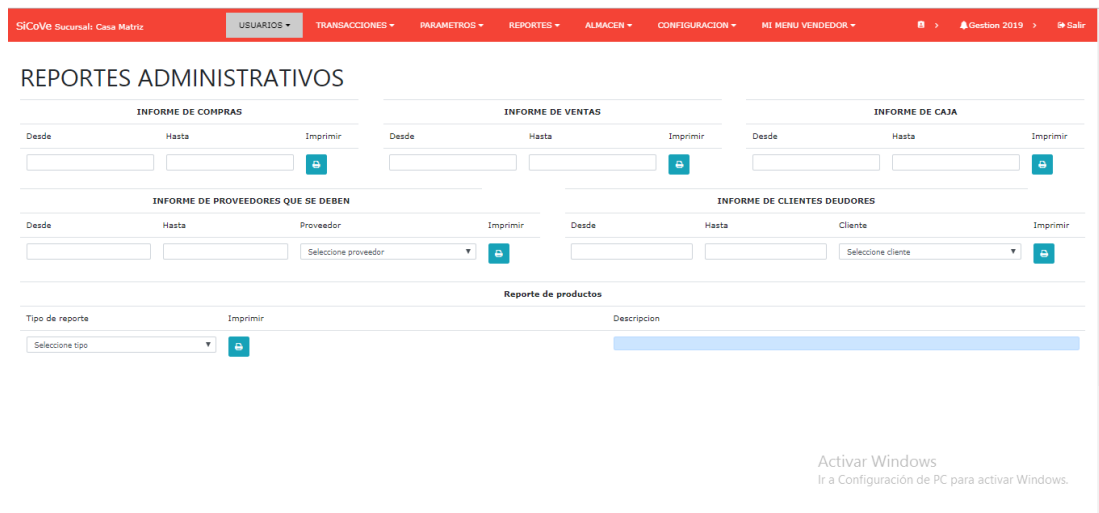 SiCoVe Sucursal: Casa Matriz USUARIOS TRANSACCIONES PARAMETROS REPORTES ALMACEN CONFIGURACION MI MENU VENDEDOR Gestion 2019 Salir
REPORTES ADMINISTRATIVOS
INFORME DE COMPRAS INFORME DE VENTAS INFORME DE CAJA
Desde Hasta Imprimir Desde Hasta Imprimir Desde Hasta Imprimir
INFORME DE PROVEEDORES QUE SE DEBEN INFORME DE CLIENTES DEUDORES
Desde Hasta Proveedor Imprimir Desde Hasta Cliente Imprimir
Seleccione proveedor Seleccione cliente
Reporte de productos
Tipo de reporte Imprimir Descripcion
Seleccione tipo
Activar Windows
Ir a Configuración de PC para activar Windows.